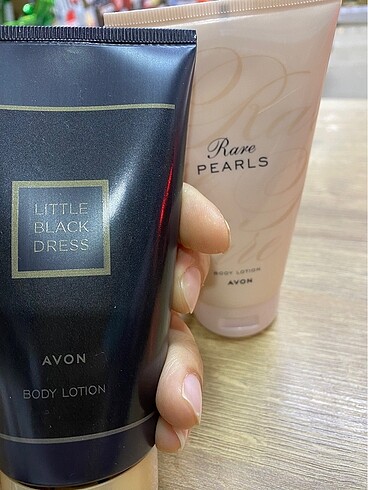 LITTLE
BLACK
DRESS
AVON
BODY LOTION
Rare
PEARLS
BODY LOTION
AVON